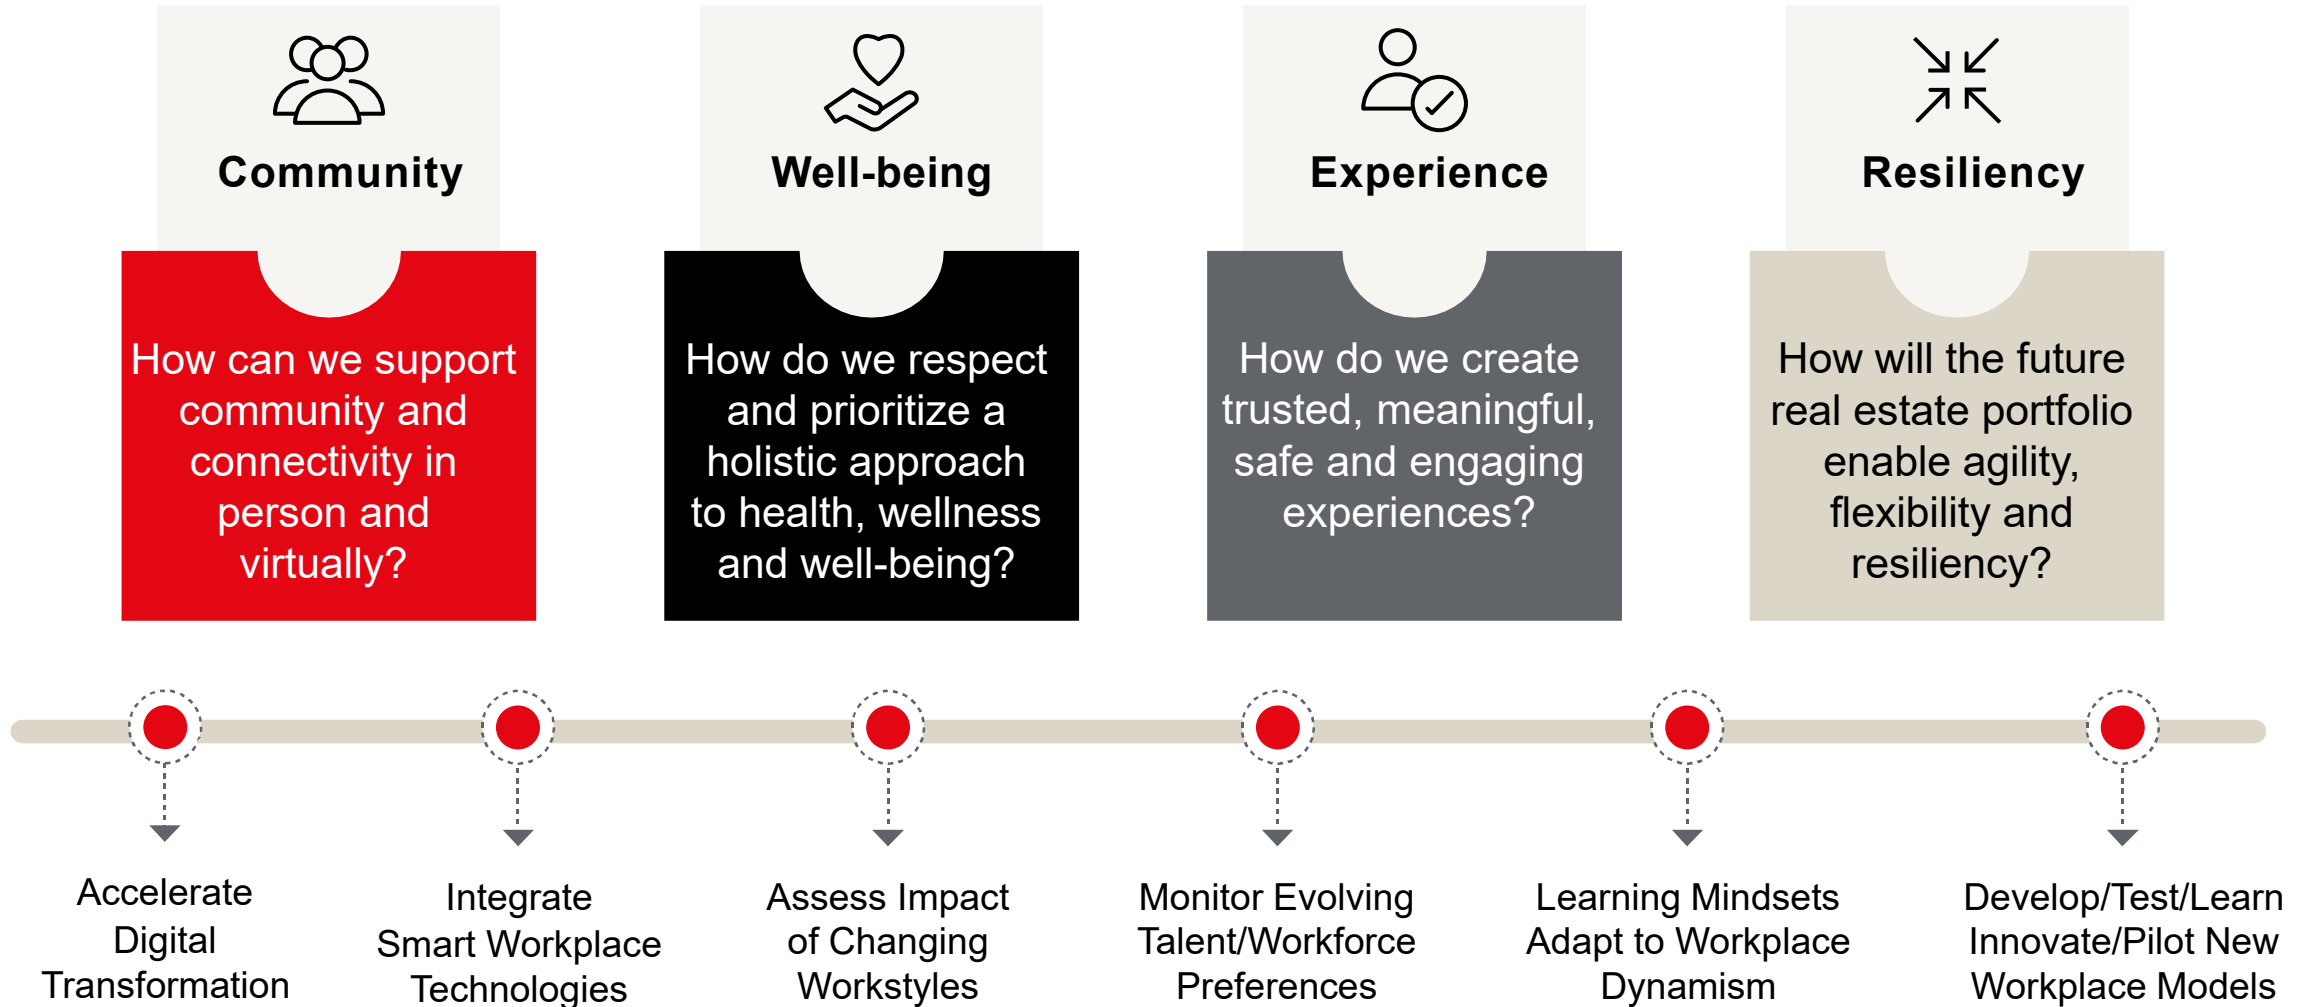 Community
How can we support
community and
connectivity in
person and
virtually?
Well-being
How do we respect
and prioritize a
holistic approach
to health, wellness
and well-being?
Experience
How do we create
trusted, meaningful,
safe and engaging
experiences?
Resiliency
How will the future
real estate portfolio
enable agility,
flexibility and
resiliency?
Accelerate
Digital
Transformation
Integrate
Smart Workplace
Technologies
Assess Impact
of Changing
Workstyles
Monitor Evolving
Talent/Workforce
Preferences
Learning Mindsets
Adapt to Workplace
Dynamism
Develop/Test/Learn
Innovate/Pilot New
Workplace Models